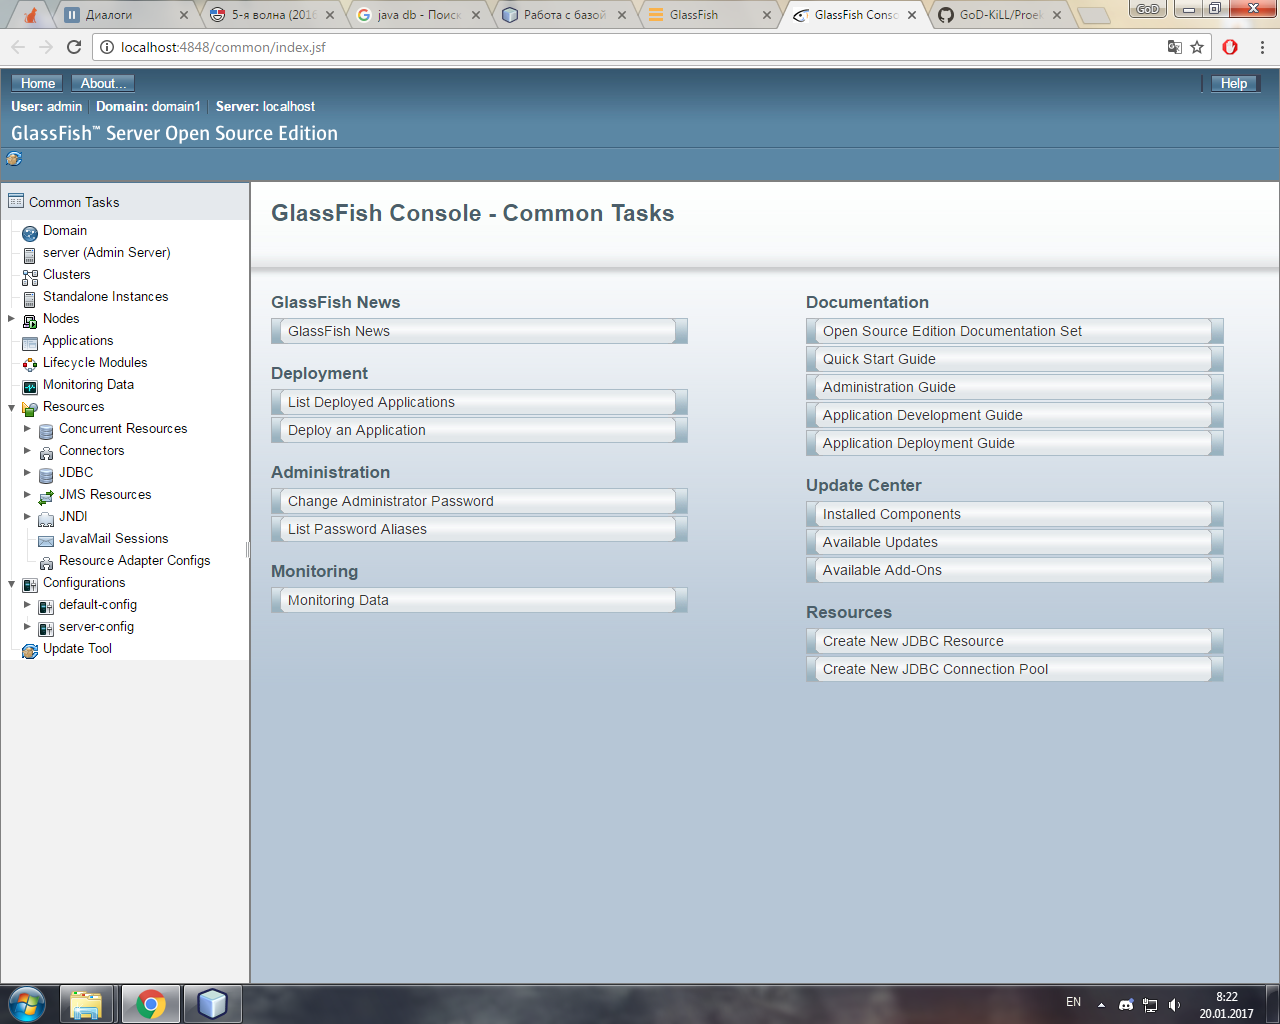 Диалоги
5-я волна (2016
java db - Поиск
Работа с базой
GlassFish
GlassFish Conso
GoD-KiLL/Proek
GoD
localhost:4848/common/index.jsf
Home
About...
Help
User: admin
Domain: domain1
Server: localhost
GlassFish™ Server Open Source Edition
Common Tasks
Domain
server (Admin Server)
Clusters
Standalone Instances
Nodes
Applications
Lifecycle Modules
Monitoring Data
Resources
Concurrent Resources
Connectors
JDBC
JMS Resources
JNDI
JavaMail Sessions
Resource Adapter Configs
Configurations
default-config
server-config
Update Tool
GlassFish Console - Common Tasks
GlassFish News
GlassFish News
Deployment
List Deployed Applications
Deploy an Application
Administration
Change Administrator Password
List Password Aliases
Monitoring
Monitoring Data
Documentation
Open Source Edition Documentation Set
Quick Start Guide
Administration Guide
Application Development Guide
Application Deployment Guide
Update Center
Installed Components
Available Updates
Available Add-Ons
Resources
Create New JDBC Resource
Create New JDBC Connection Pool
EN
8:22
20.01.2017